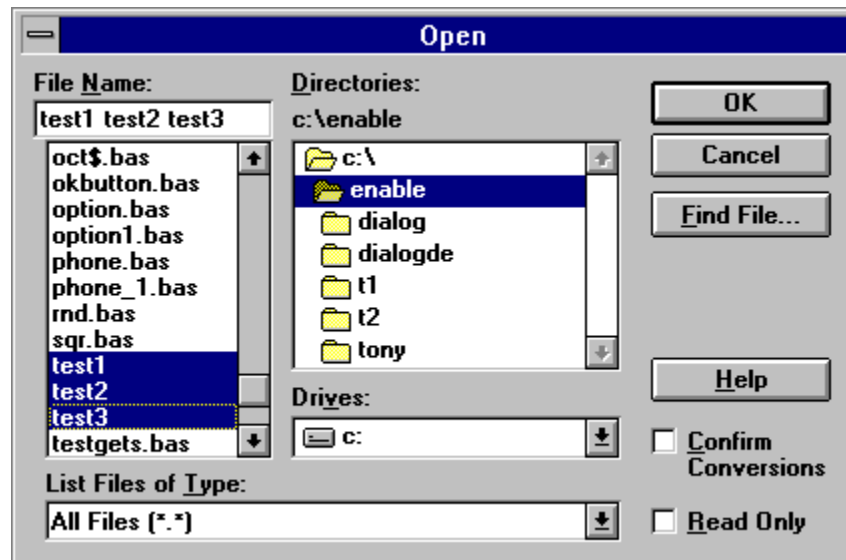 Open
File Name:
test1 test2 test3
oct$.bas
okbutton.bas
option.bas
option1.bas
phone.bas
phone_1.bas
rnd.bas
sqr.bas
test1
test2
test3
testgets.bas
List Files of Type:
All Files (*.*)
Directories:
c:\enable
c:\
enable
dialog
dialogde
t1
t2
tony
Drives:
c:
OK
Cancel
Find File...
Help
Confirm
Conversions
Read Only